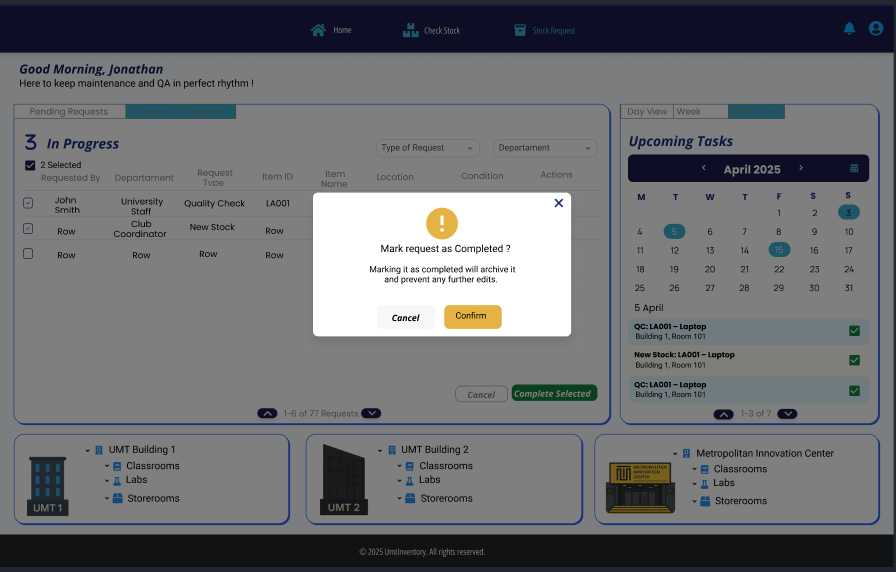 Home
Check Stock
Stock Request
Good Morning, Jonathan
Here to keep maintenance and QA in perfect rhythm !
Pending Requests
3 In Progress
Type of Request
Departament
2 Selected
Requested By
Departament
Request
Type
Item ID
Item
Name
Location
Condition
Actions
John
Smith
University
Staff
Quality Check
LA001
Row
Club
Coordinator
New Stock
Row
Row
Row
Row
Row
Mark request as Completed ?
Marking it as completed will archive it
and prevent any further edits.
Cancel
Confirm
Cancel
Complete Selected
1-6 of 77 Requests
Day View
Week
Upcoming Tasks
April 2025
M T W T F S S
1 2 3
4 5 6 7 8 9 10
11 12 13 14 15 16 17
18 19 20 21 22 23 24
25 26 27 28 29 30 31
5 April
QC: LA001 – Laptop
Building 1, Room 101
New Stock: LA001 – Laptop
Building 1, Room 101
QC: LA001 – Laptop
Building 1, Room 101
1-3 of 7
UMT 1
UMT Building 1
Classrooms
Labs
Storerooms
UMT 2
UMT Building 2
Classrooms
Labs
Storerooms
METROPOLITAN
INNOVATION
CENTER
Metropolitan Innovation Center
Classrooms
Labs
Storerooms
© 2025 UmtInventory. All rights reserved.